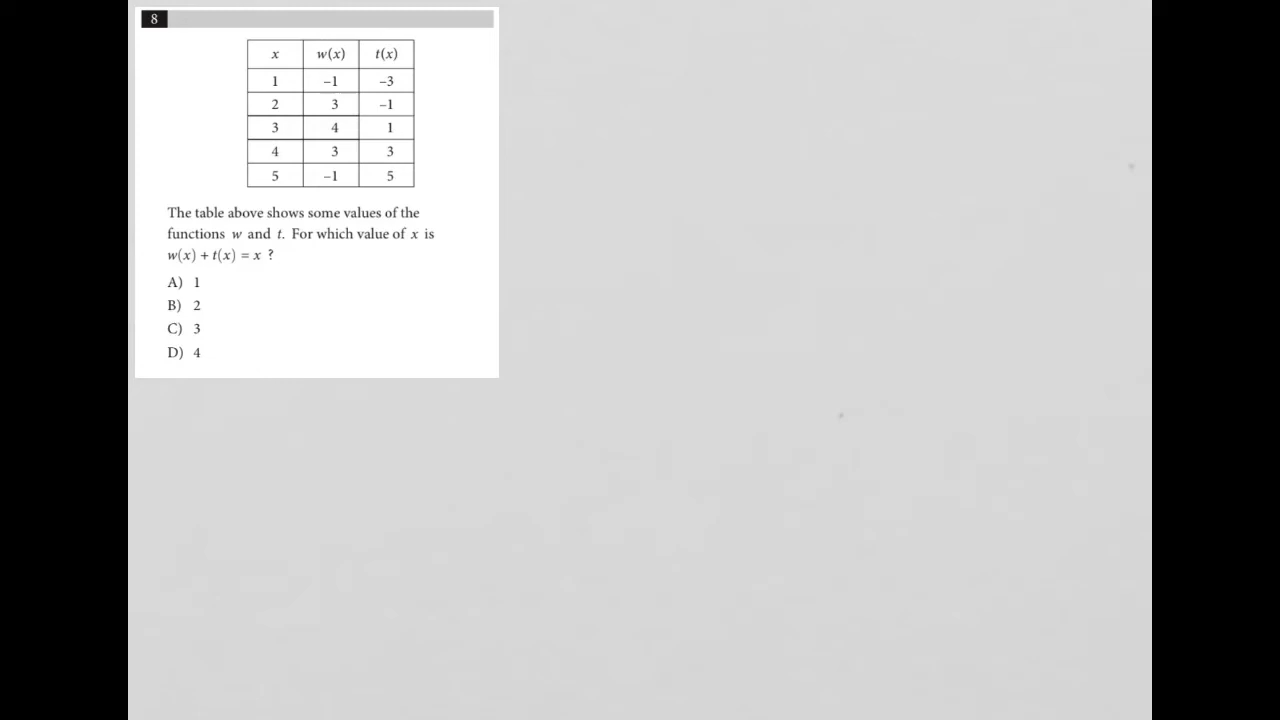 8
x w(x) t(x)
1 –1 –3
2 3 –1
3 4 1
4 3 3
5 –1 5
The table above shows some values of the
functions w and t. For which value of x is
w(x) + t(x) = x ?
A) 1
B) 2
C) 3
D) 4